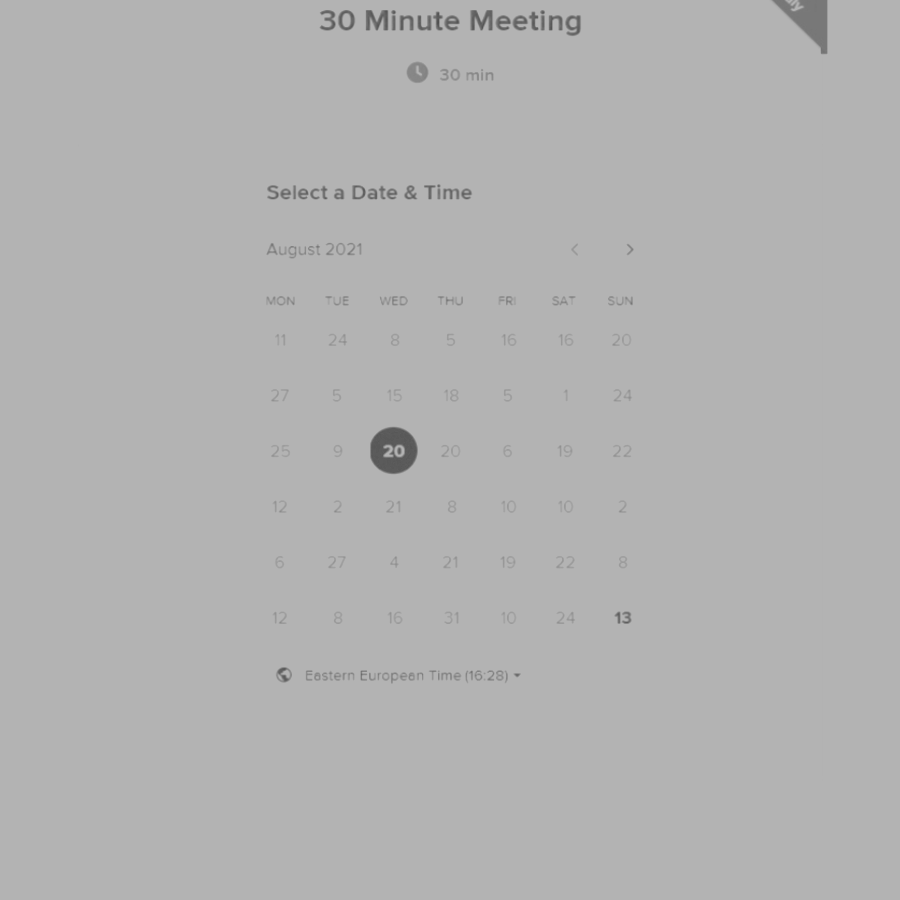 30 Minute Meeting
30 min
Select a Date & Time
August 2021
MON TUE WED THU FRI SAT SUN
11 24 8 5 16 16 20
27 5 15 18 5 1 24
25 9 20 20 6 19 22
12 2 21 8 10 10 2
6 27 4 21 19 22 8
12 8 16 31 10 24 13
Eastern European Time (16:28)